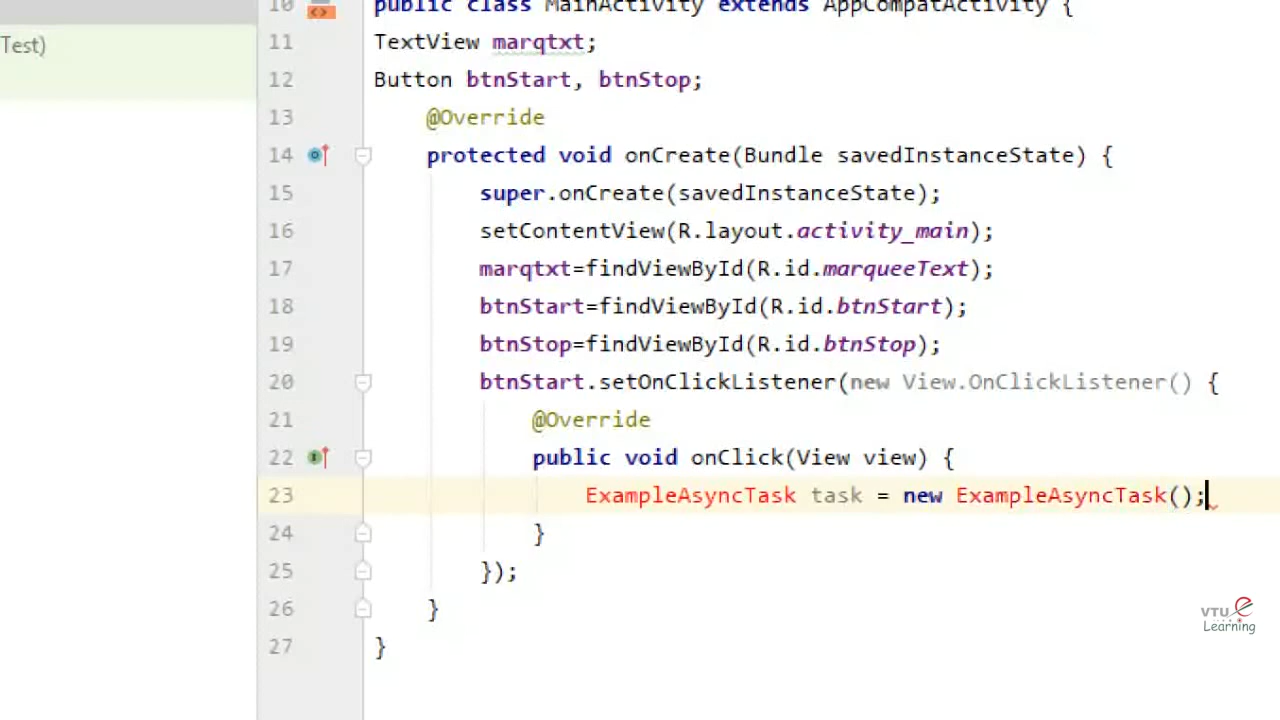 Test)
10 public class MainActivity extends AppCompatActivity {
11 TextView marqtxt;
12 Button btnStart, btnStop;
13 @Override
14 protected void onCreate(Bundle savedInstanceState) {
15 super.onCreate(savedInstanceState);
16 setContentView(R.layout.activity_main);
17 marqtxt=findViewById(R.id.marqueeText);
18 btnStart=findViewById(R.id.btnStart);
19 btnStop=findViewById(R.id.btnStop);
20 btnStart.setOnClickListener(new View.OnClickListener() {
21 @Override
22 public void onClick(View view) {
23 ExampleAsyncTask task = new ExampleAsyncTask();
24 }
25 });
26 }
27 }
VTU e
Learning